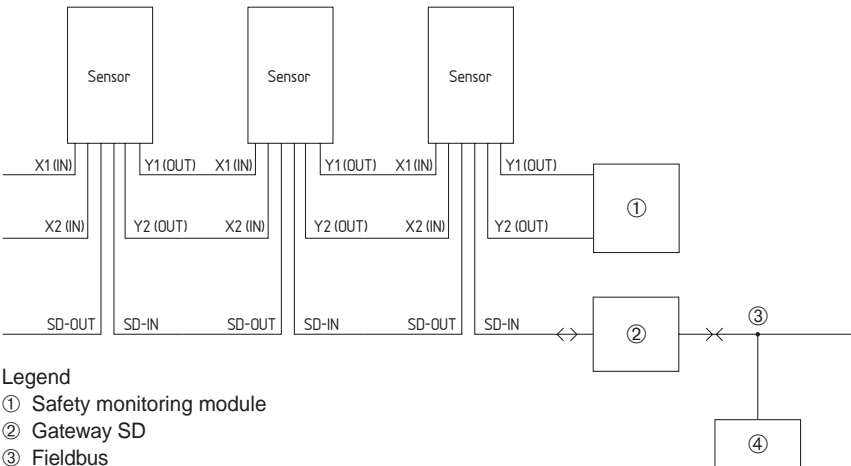 Sensor Sensor Sensor
X1 (IN) Y1 (OUT) X1 (IN) Y1 (OUT) X1 (IN) Y1 (OUT)
①
X2 (IN) Y2 (OUT) X2 (IN) Y2 (OUT) X2 (IN) Y2 (OUT)
③
SD-OUT SD-IN SD-OUT SD-IN SD-OUT SD-IN ②
Legend
① Safety monitoring module
② Gateway SD
③ Fieldbus
④